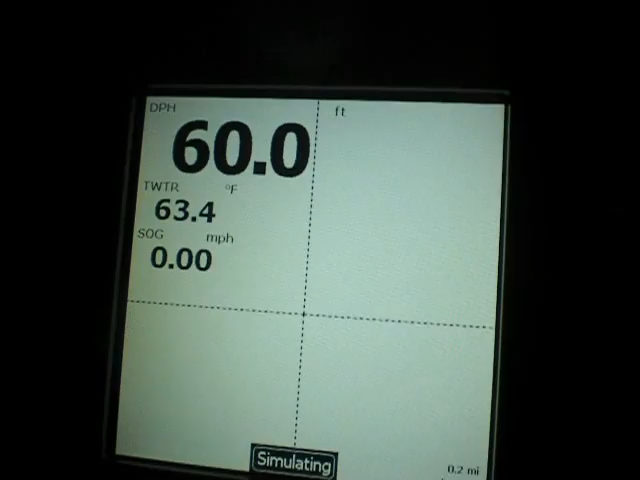 DPH ft
60.0
TWTR °F
63.4
SOG mph
0.00
Simulating
0.2 mi